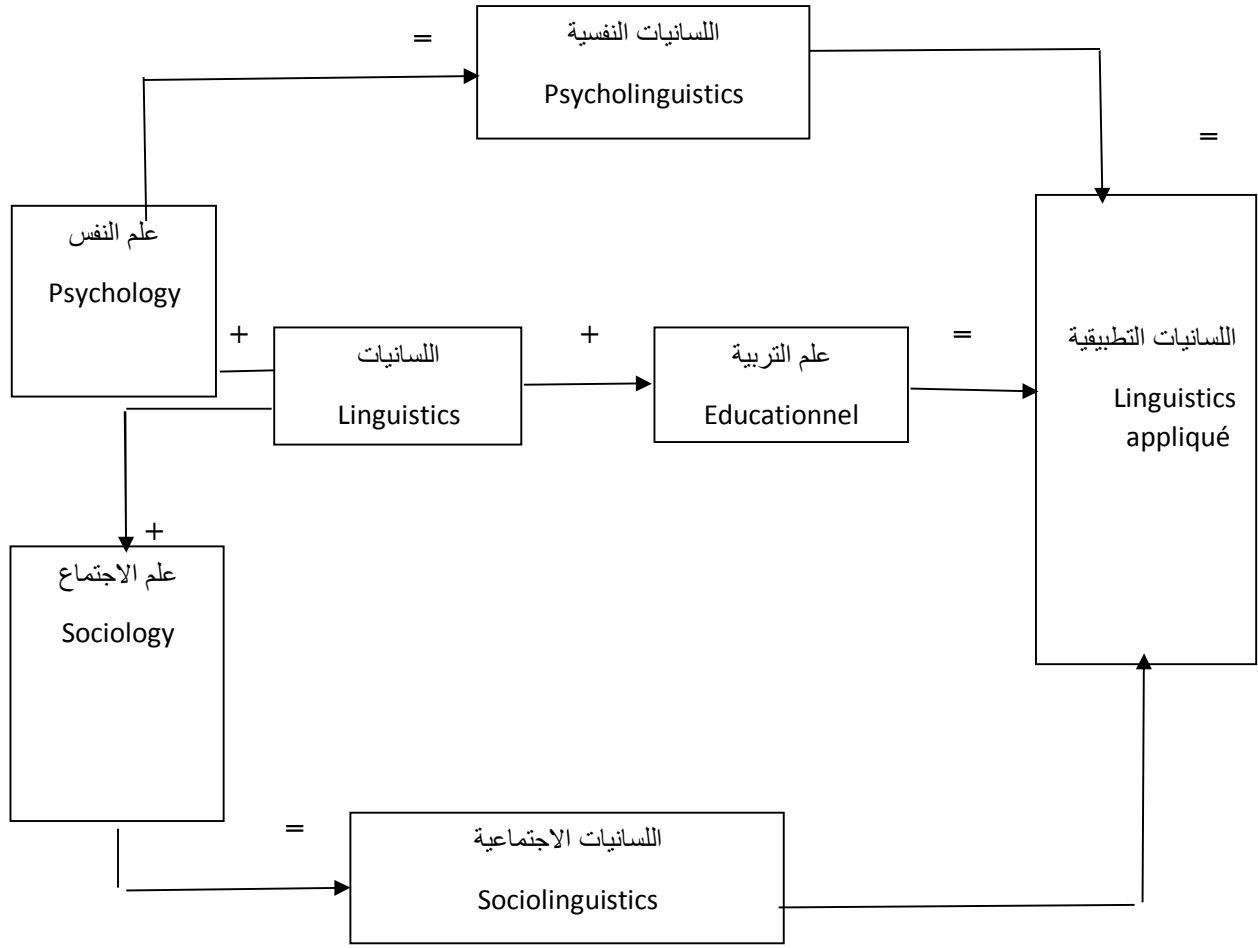 =
اللسانيات النفسية
Psycholinguistics
=
علم النفس
Psychology
+
اللسانيات
Linguistics
+
علم التربية
Educationnel
=
اللسانيات التطبيقية
Linguistics
appliqué
+
علم الاجتماع
Sociology
=
اللسانيات الاجتماعية
Sociolinguistics